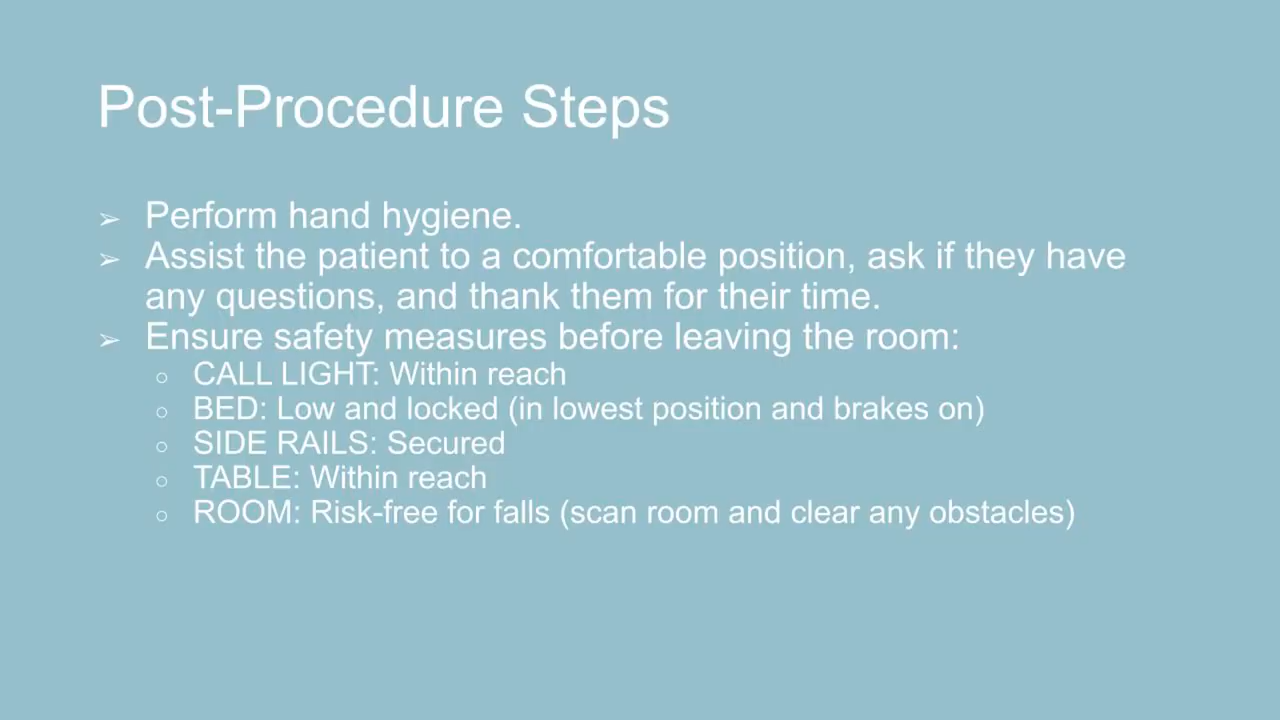 Post-Procedure Steps
➢ Perform hand hygiene.
➢ Assist the patient to a comfortable position, ask if they have
any questions, and thank them for their time.
➢ Ensure safety measures before leaving the room:
○ CALL LIGHT: Within reach
○ BED: Low and locked (in lowest position and brakes on)
○ SIDE RAILS: Secured
○ TABLE: Within reach
○ ROOM: Risk-free for falls (scan room and clear any obstacles)